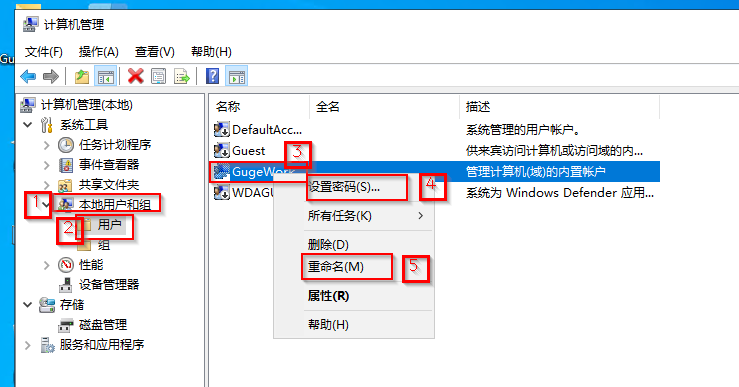 计算机管理
文件(F) 操作(A) 查看(V) 帮助(H)
计算机管理(本地)
系统工具
任务计划程序
事件查看器
共享文件夹
1 本地用户和组
2 用户
组
性能
设备管理器
存储
磁盘管理
服务和应用程序
名称 全名 描述
DefaultAcc... 系统管理的用户帐户。
Guest 供来宾访问计算机或访问域的内...
3
GugeWork 管理计算机(域)的内置帐户
WDAGU 系统为 Windows Defender 应用...
设置密码(S)... 4
所有任务(K)
删除(D)
重命名(M) 5
属性(R)
帮助(H)